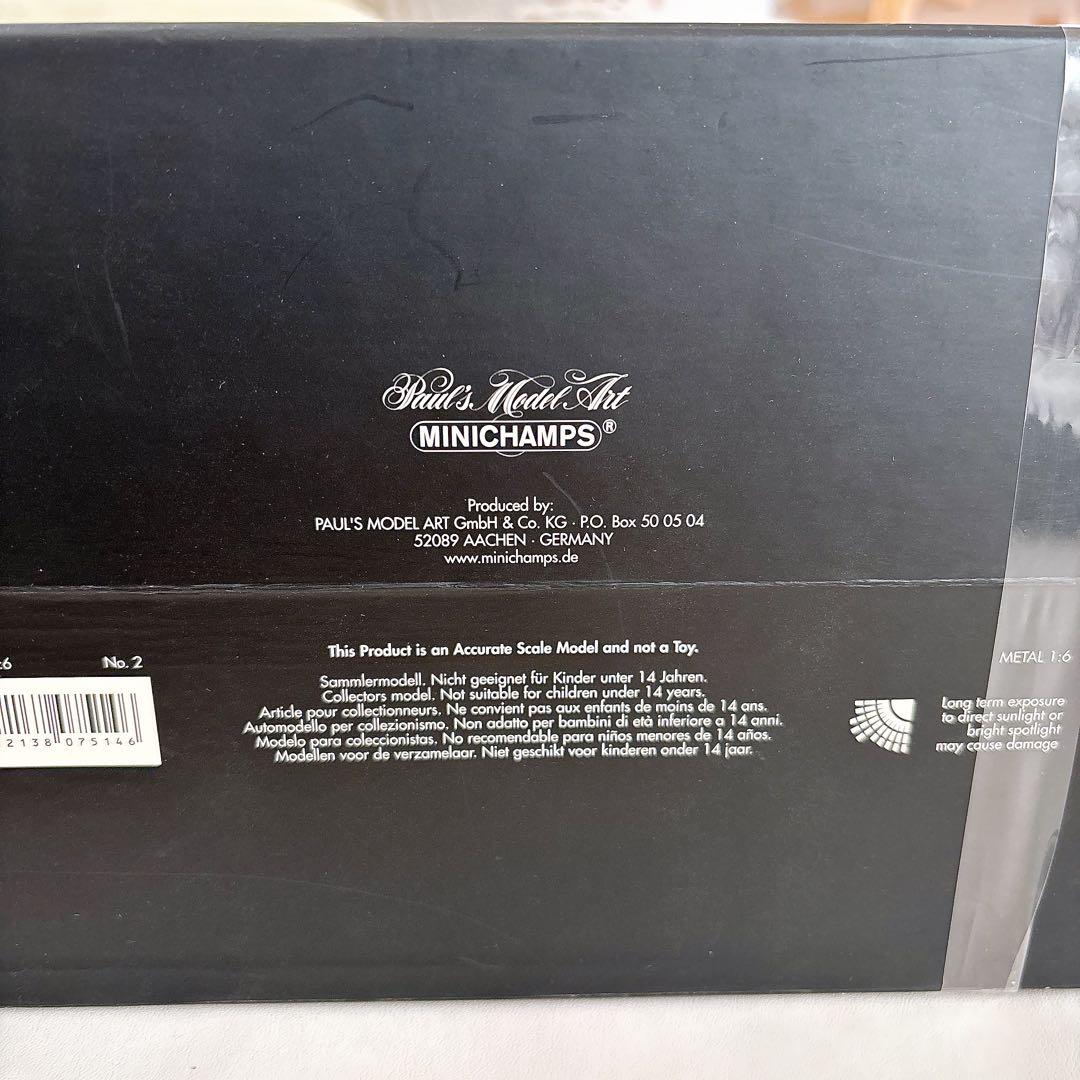 Paul's Model Art
MINICHAMPS®
Produced by:
PAUL'S MODEL ART GmbH & Co. KG · P.O. Box 50 05 04
52089 AACHEN · GERMANY
www.minichamps.de
This Product is an Accurate Scale Model and not a Toy.
Sammlermodell. Nicht geeignet für Kinder unter 14 Jahren.
Collectors model. Not suitable for children under 14 years.
Article pour collectionneurs. Ne convient pas aux enfants de moins de 14 ans.
Automodello per collezionismo. Non adatto per bambini di età inferiore a 14 anni.
Modelo para coleccionistas. No recomendable para niños menores de 14 años.
Modellen voor de verzamelaar. Niet geschikt voor kinderen onder 14 jaar.
:6 No. 2
2138 075146
METAL 1:6
Long term exposure
to direct sunlight or
bright spotlight
may cause damage